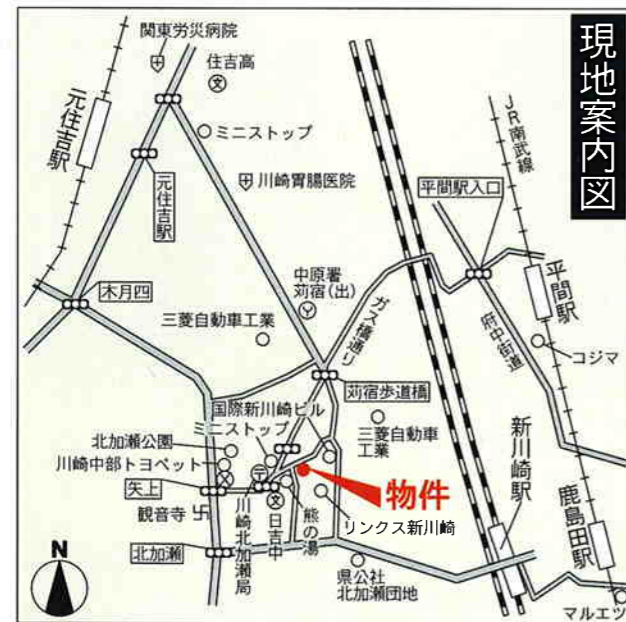 現地案内図
関東労災病院
住吉高
文
元住吉駅
ミニストップ
JR南武線
川崎胃腸医院
元住吉駅
平間駅入口
木月四
中原署
苅宿(出)
Y
三菱自動車工業
ガス橋通り
府中街道
平間駅
コジマ
苅宿歩道橋
国際新川崎ビル
ミニストップ
三菱自動車
工業
北加瀬公園
川崎中部トヨペット
新川崎駅
矢上
物件
観音寺
卐
文
川崎北加瀬局
日吉中
熊の湯
リンクス新川崎
鹿島田駅
北加瀬
県公社
北加瀬団地
N
マルエツ